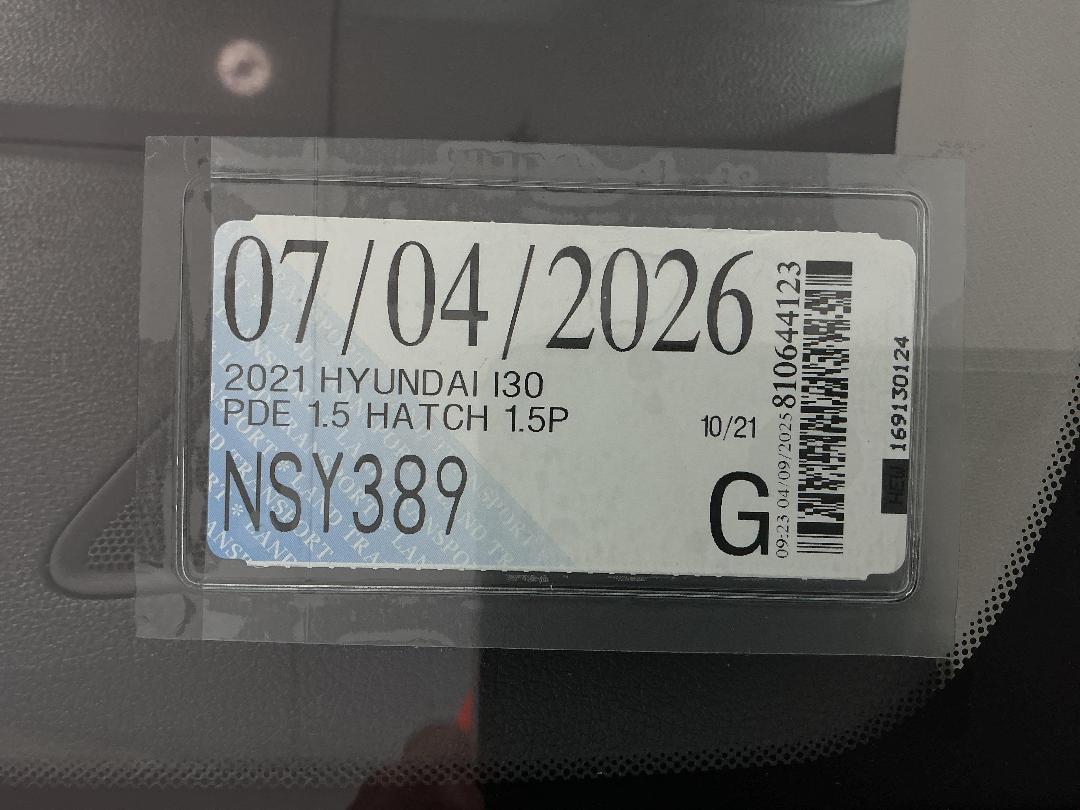 07/04/2026
2021 HYUNDAI I30
PDE 1.5 HATCH 1.5P
10/21
NSY389
G
09:23 04/09/2025 810644123
NEW 169130124